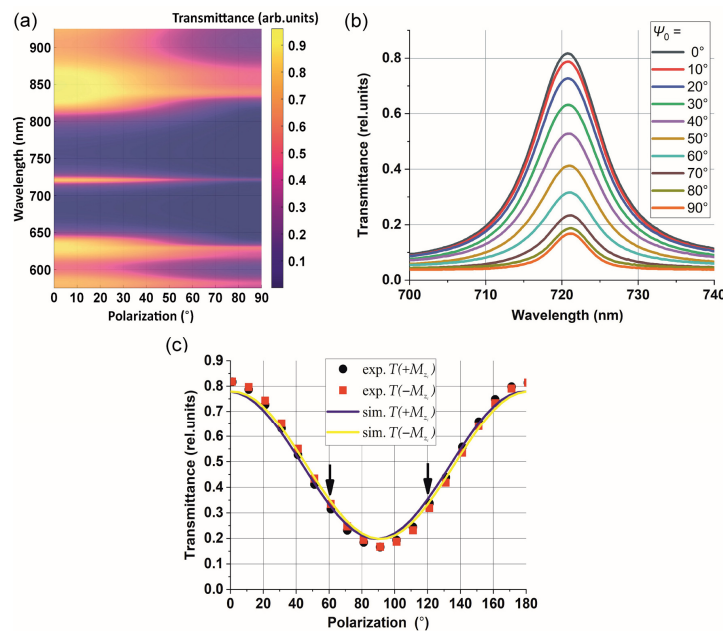 (a)
Transmittance (arb.units)
900
850
800
750
700
650
600
Wavelength (nm)
0 10 20 30 40 50 60 70 80 90
Polarization (°)
0.9
0.8
0.7
0.6
0.5
0.4
0.3
0.2
0.1
(b)
Transmittance (rel.units)
0.8
0.6
0.4
0.2
0.0
700 710 720 730 740
Wavelength (nm)
Ψ₀ =
0°
10°
20°
30°
40°
50°
60°
70°
80°
90°
(c)
Transmittance (rel.units)
0.9
0.8
0.7
0.6
0.5
0.4
0.3
0.2
0.1
0.0
exp. T(+M_z)
exp. T(−M_z)
sim. T(+M_z)
sim. T(−M_z)
0 20 40 60 80 100 120 140 160 180
Polarization (°)